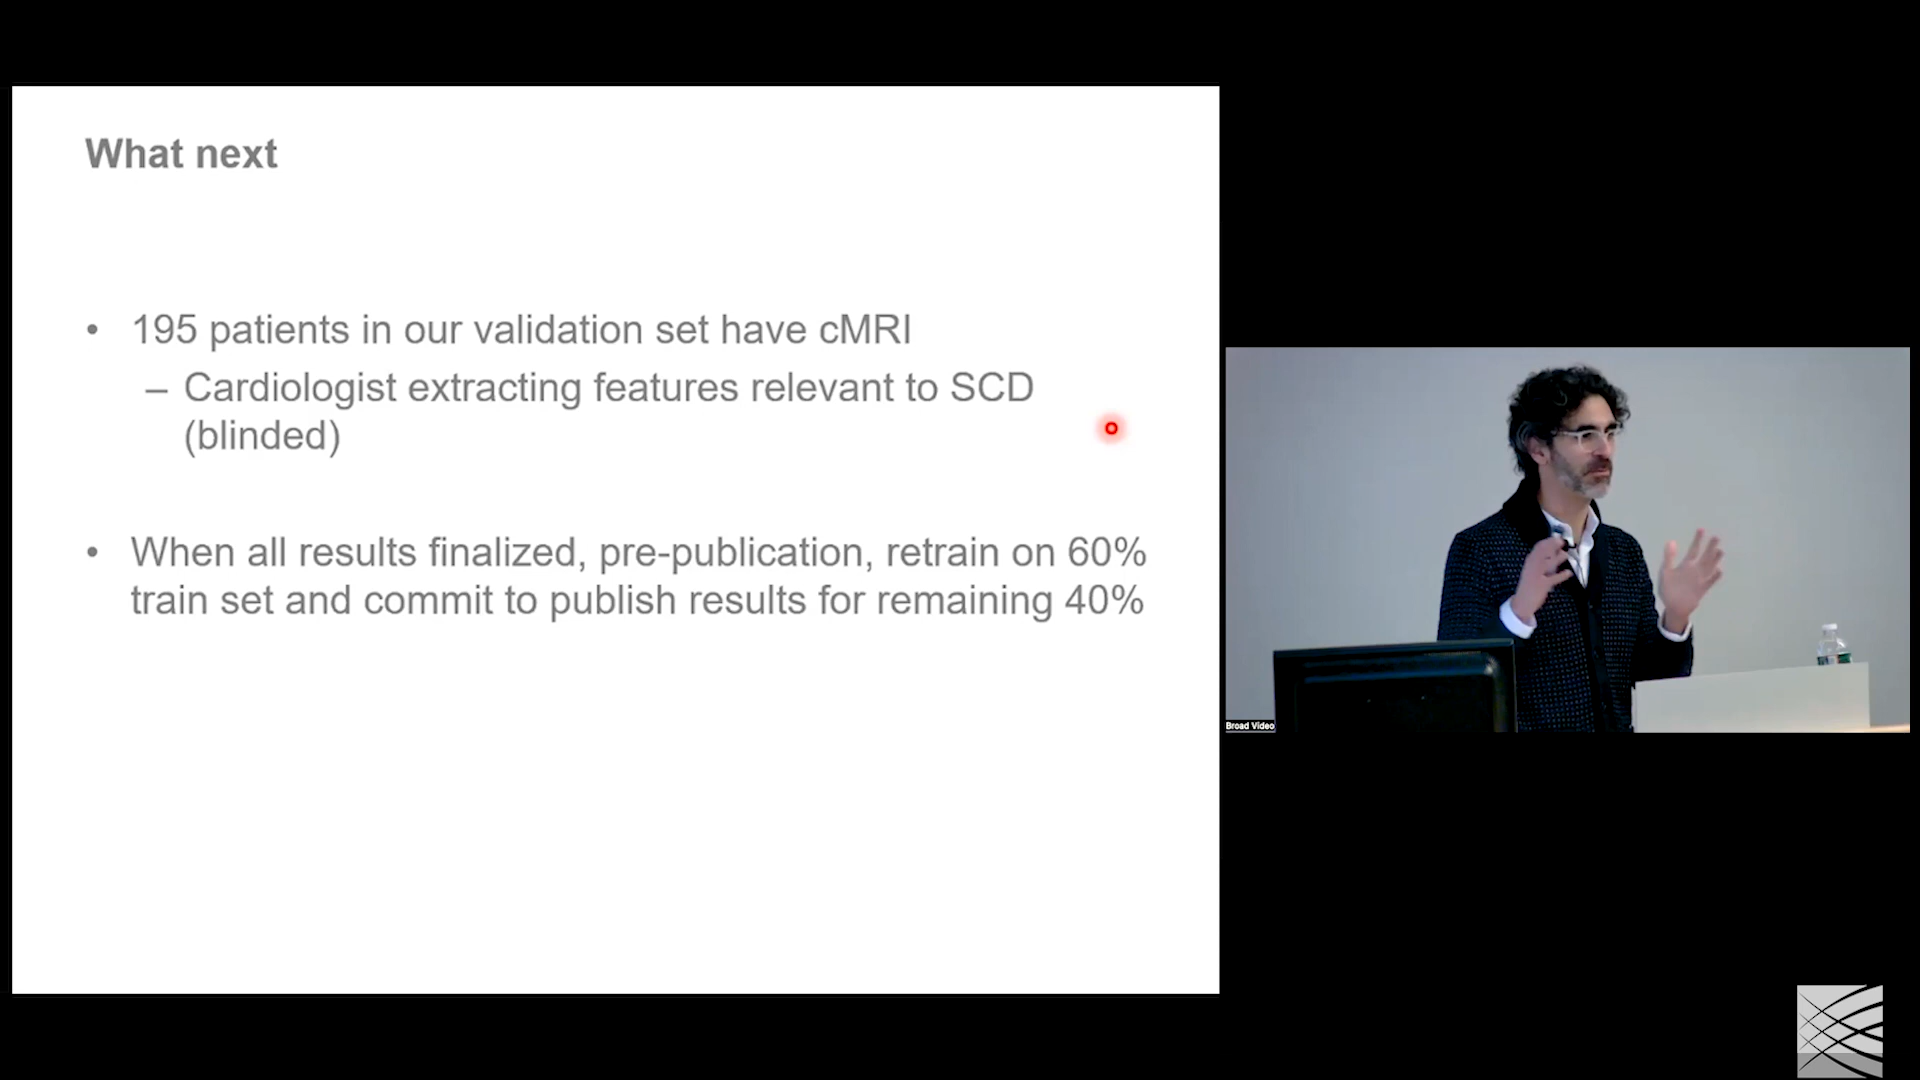 What next
• 195 patients in our validation set have cMRI
– Cardiologist extracting features relevant to SCD
(blinded)
• When all results finalized, pre-publication, retrain on 60%
train set and commit to publish results for remaining 40%
Broad Video